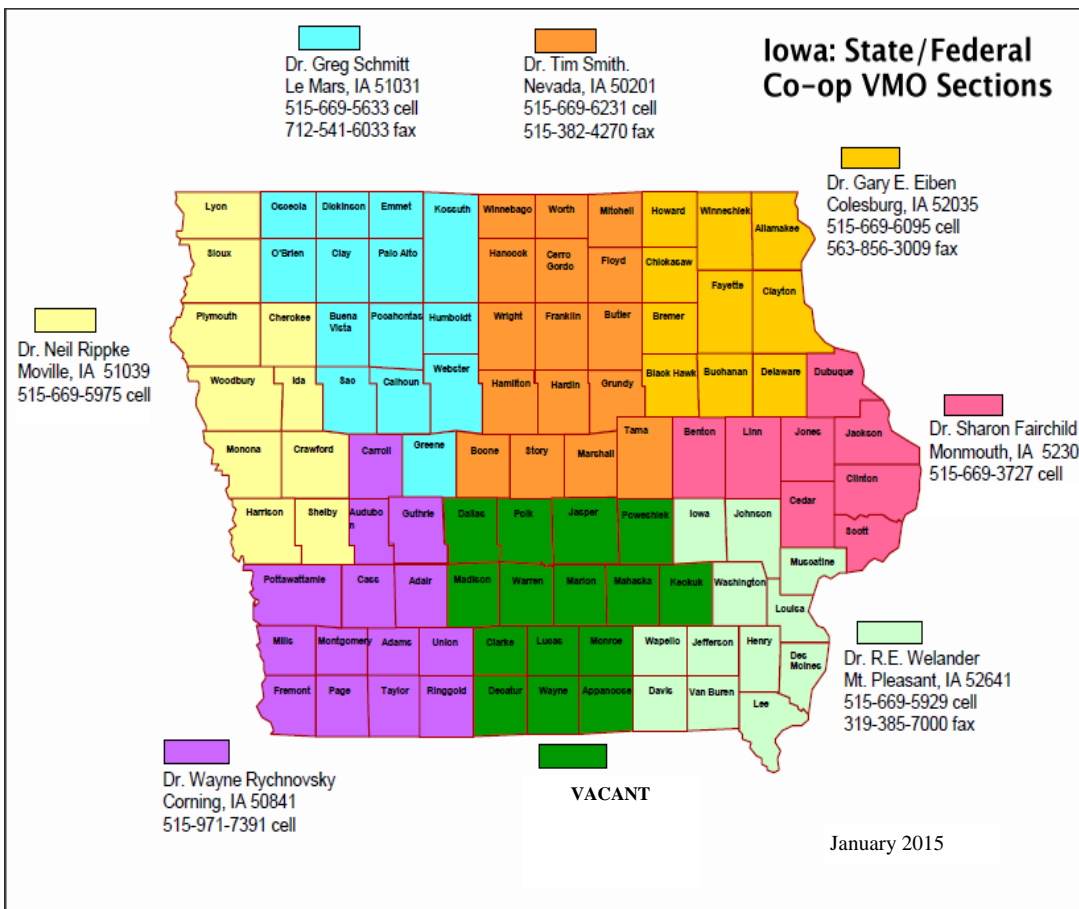 Iowa: State/Federal
Co-op VMO Sections
Dr. Greg Schmitt
Le Mars, IA 51031
515-669-5633 cell
712-541-6033 fax
Dr. Tim Smith.
Nevada, IA 50201
515-669-6231 cell
515-382-4270 fax
Dr. Gary E. Eiben
Colesburg, IA 52035
515-669-6095 cell
563-856-3009 fax
Dr. Neil Rippke
Moville, IA 51039
515-669-5975 cell
Dr. Sharon Fairchild
Monmouth, IA 5230
515-669-3727 cell
Dr. R.E. Welander
Mt. Pleasant, IA 52641
515-669-5929 cell
319-385-7000 fax
Dr. Wayne Rychnovsky
Corning, IA 50841
515-971-7391 cell
VACANT
January 2015
Lyon
Osceola
Dickinson
Emmet
Kossuth
Winnebago
Worth
Mitchell
Howard
Winneshiek
Allamakee
Sioux
O'Brien
Clay
Palo Alto
Hancock
Cerro
Gordo
Floyd
Chickasaw
Fayette
Clayton
Plymouth
Cherokee
Buena
Vista
Pocahontas
Humboldt
Wright
Franklin
Butler
Bremer
Woodbury
Ida
Sac
Calhoun
Webster
Hamilton
Hardin
Grundy
Black Hawk
Buchanan
Delaware
Dubuque
Monona
Crawford
Carroll
Greene
Boone
Story
Marshall
Tama
Benton
Linn
Jones
Jackson
Clinton
Harrison
Shelby
Audubo
n
Guthrie
Dallas
Polk
Jasper
Poweshiek
Iowa
Johnson
Cedar
Scott
Muscatine
Pottawattamie
Cass
Adair
Madison
Warren
Marion
Mahaska
Keokuk
Washington
Louisa
Mills
Montgomery
Adams
Union
Clarke
Lucas
Monroe
Wapello
Jefferson
Henry
Des
Moines
Fremont
Page
Taylor
Ringgold
Decatur
Wayne
Appanoose
Davis
Van Buren
Lee